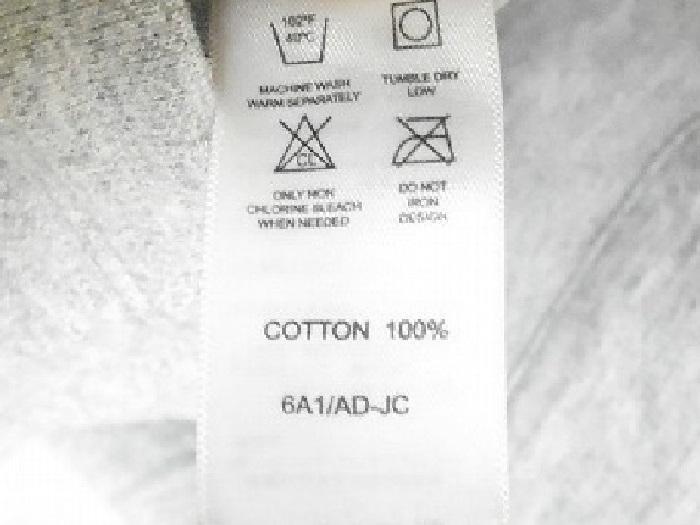 MACHINE WASH
WARM SEPARATELY
TUMBLE DRY
LOW
CL
ONLY NON
CHLORINE BLEACH
WHEN NEEDED
DO NOT
IRON
DESIGN
COTTON 100%
6A1/AD-JC